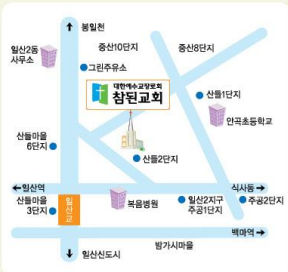 봉일천
일산2동
사무소
중산10단지
중산8단지
그린주유소
대한예수교장로회
참된교회
산들1단지
안곡초등학교
산들마을
6단지
산들2단지
←일산역
식사동→
산들마을
3단지
일산교
복음병원
일산2지구
주공1단지
주공2단지
백마역→
밤가시마을
일산신도시